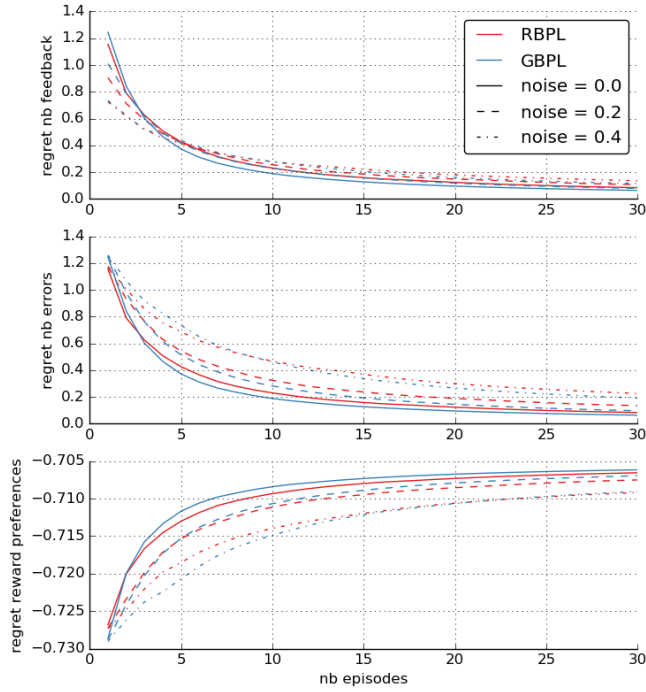 1.4
1.2
1.0
0.8
0.6
0.4
0.2
0.0
regret nb feedback
RBPL
GBPL
noise = 0.0
noise = 0.2
noise = 0.4
0 5 10 15 20 25 30
1.4
1.2
1.0
0.8
0.6
0.4
0.2
0.0
regret nb errors
0 5 10 15 20 25 30
−0.705
−0.710
−0.715
−0.720
−0.725
−0.730
regret reward preferences
0 5 10 15 20 25 30
nb episodes